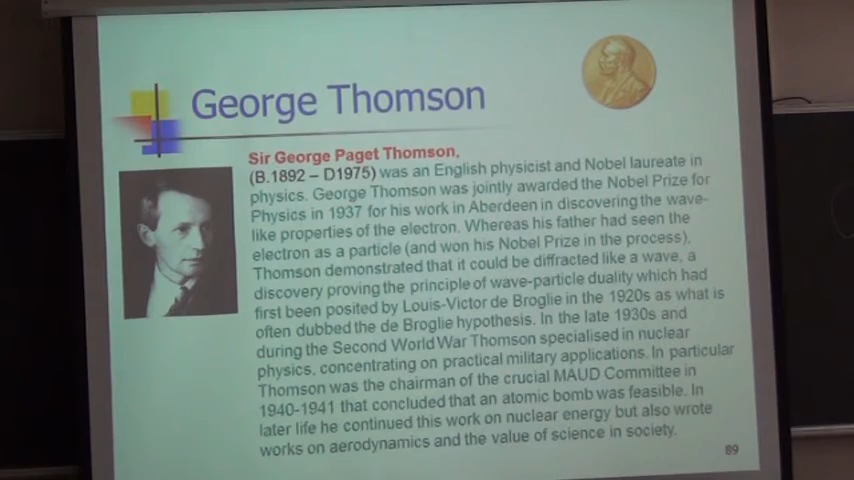 George Thomson
Sir George Paget Thomson,
(B.1892 – D1975) was an English physicist and Nobel laureate in
physics. George Thomson was jointly awarded the Nobel Prize for
Physics in 1937 for his work in Aberdeen in discovering the wave-
like properties of the electron. Whereas his father had seen the
electron as a particle (and won his Nobel Prize in the process),
Thomson demonstrated that it could be diffracted like a wave, a
discovery proving the principle of wave-particle duality which had
first been posited by Louis-Victor de Broglie in the 1920s as what is
often dubbed the de Broglie hypothesis. In the late 1930s and
during the Second World War Thomson specialised in nuclear
physics, concentrating on practical military applications. In particular
Thomson was the chairman of the crucial MAUD Committee in
1940-1941 that concluded that an atomic bomb was feasible. In
later life he continued this work on nuclear energy but also wrote
works on aerodynamics and the value of science in society.
89